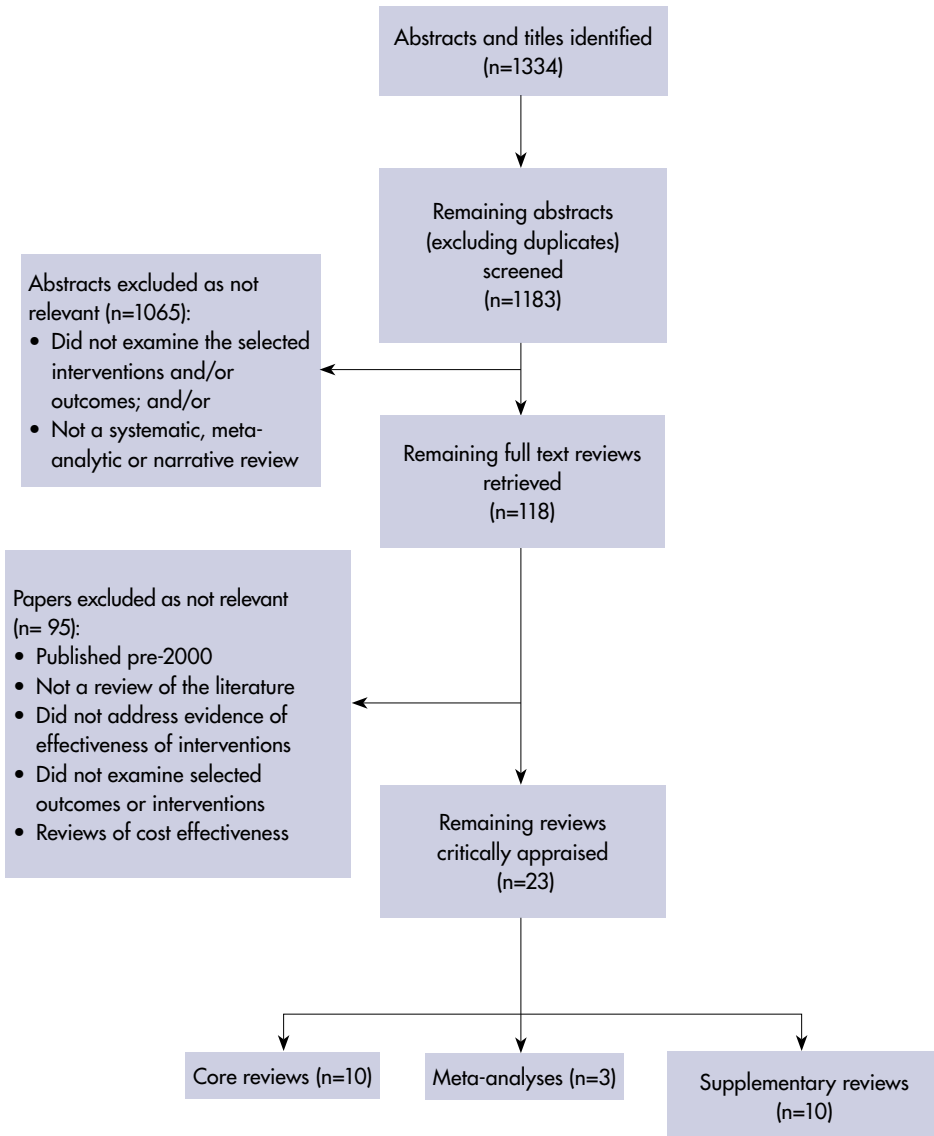 Abstracts and titles identified
(n=1334)
Remaining abstracts
(excluding duplicates)
screened
(n=1183)
Abstracts excluded as not
relevant (n=1065):
• Did not examine the selected
interventions and/or
outcomes; and/or
• Not a systematic, meta-
analytic or narrative review
Remaining full text reviews
retrieved
(n=118)
Papers excluded as not relevant
(n= 95):
• Published pre-2000
• Not a review of the literature
• Did not address evidence of
effectiveness of interventions
• Did not examine selected
outcomes or interventions
• Reviews of cost effectiveness
Remaining reviews
critically appraised
(n=23)
Core reviews (n=10)
Meta-analyses (n=3)
Supplementary reviews
(n=10)